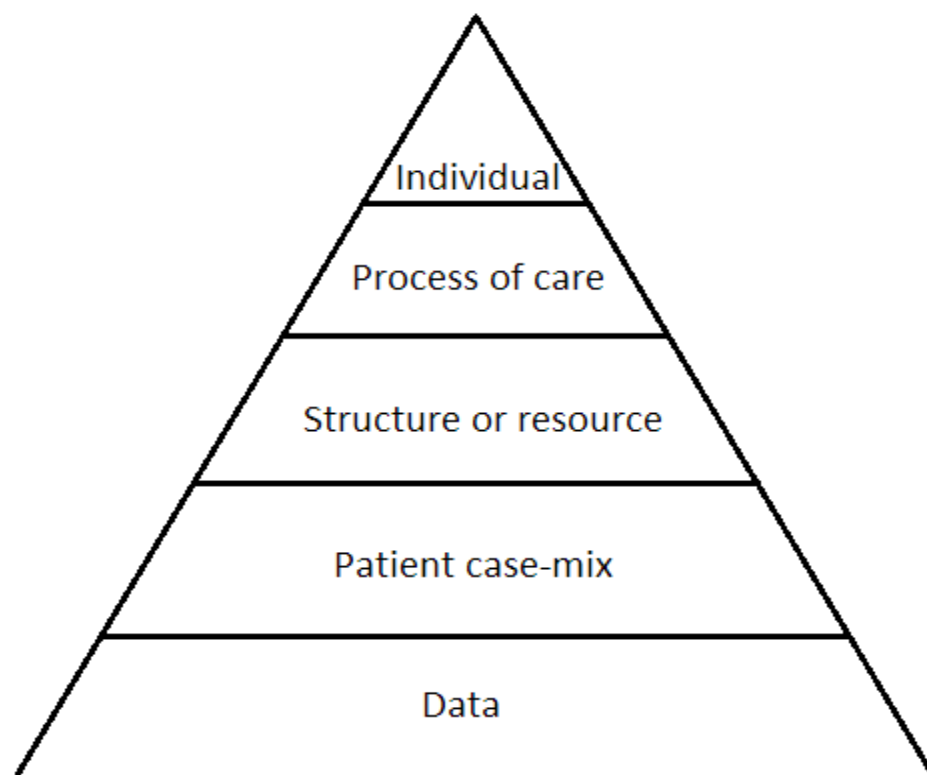 Individual
Process of care
Structure or resource
Patient case-mix
Data